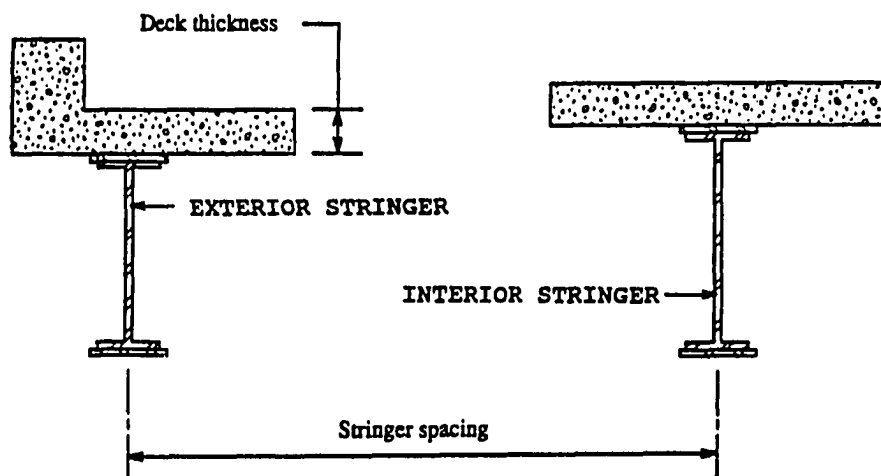 Deck thickness
EXTERIOR STRINGER
INTERIOR STRINGER
Stringer spacing